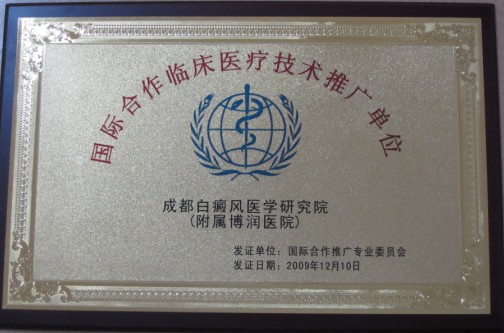 国际合作临床医疗技术推广单位
成都白癜风医学研究院
(附属博润医院)
发证单位：国际合作推广专业委员会
发证日期：2009年12月10日